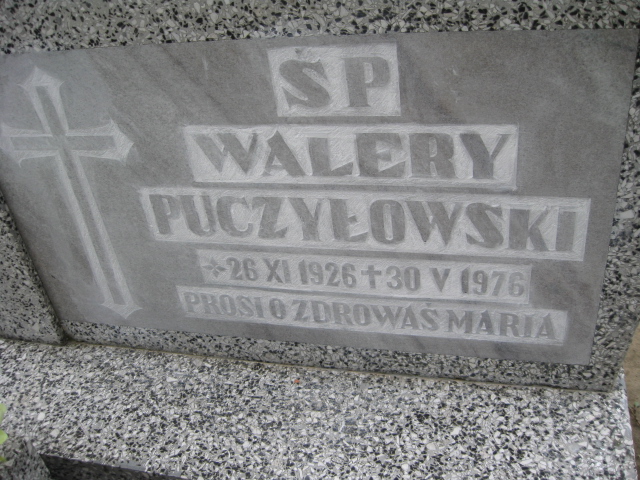 ŚP
WALERY
PUCZYŁOWSKI
* 26 XI 1926 ✝ 30 V 1976
PROSI O ZDROWAŚ MARIA